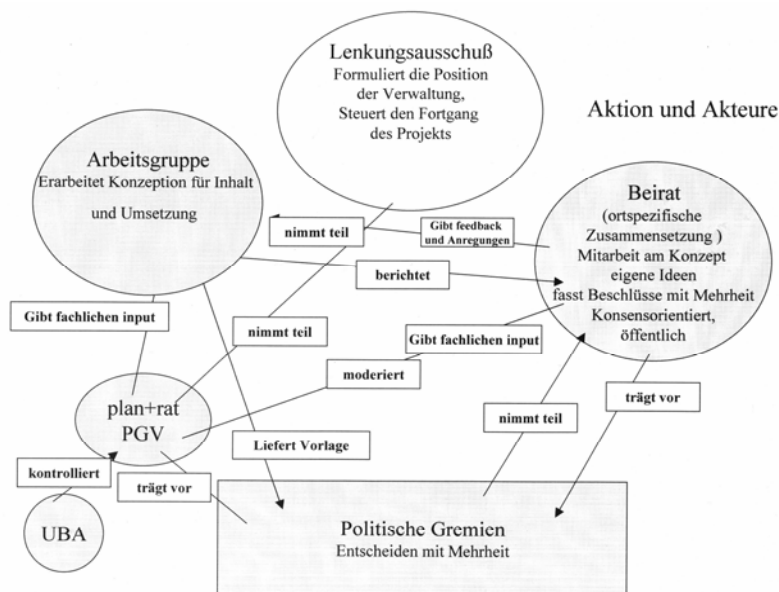 Lenkungsausschuß
Formuliert die Position
der Verwaltung,
Steuert den Fortgang
des Projekts
Aktion und Akteure
Arbeitsgruppe
Erarbeitet Konzeption für Inhalt
und Umsetzung
Beirat
(ortspezifische
Zusammensetzung )
Mitarbeit am Konzept
eigene Ideen
fasst Beschlüsse mit Mehrheit
Konsensorientiert,
öffentlich
nimmt teil
Gibt feedback
und Anregungen
berichtet
Gibt fachlichen input
nimmt teil
Gibt fachlichen input
moderiert
plan+rat
PGV
nimmt teil
trägt vor
Liefert Vorlage
kontrolliert
trägt vor
UBA
Politische Gremien
Entscheiden mit Mehrheit